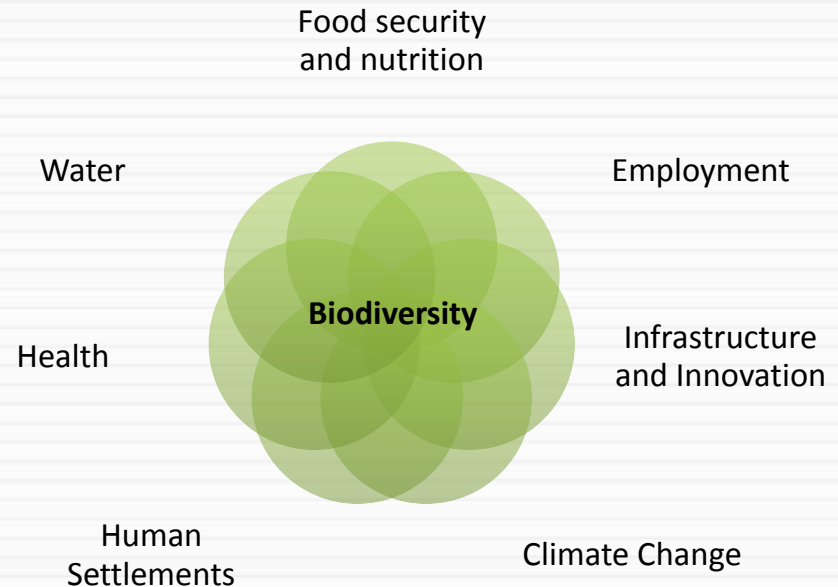 Food security
and nutrition
Water
Employment
Biodiversity
Health
Infrastructure
and Innovation
Human
Settlements
Climate Change